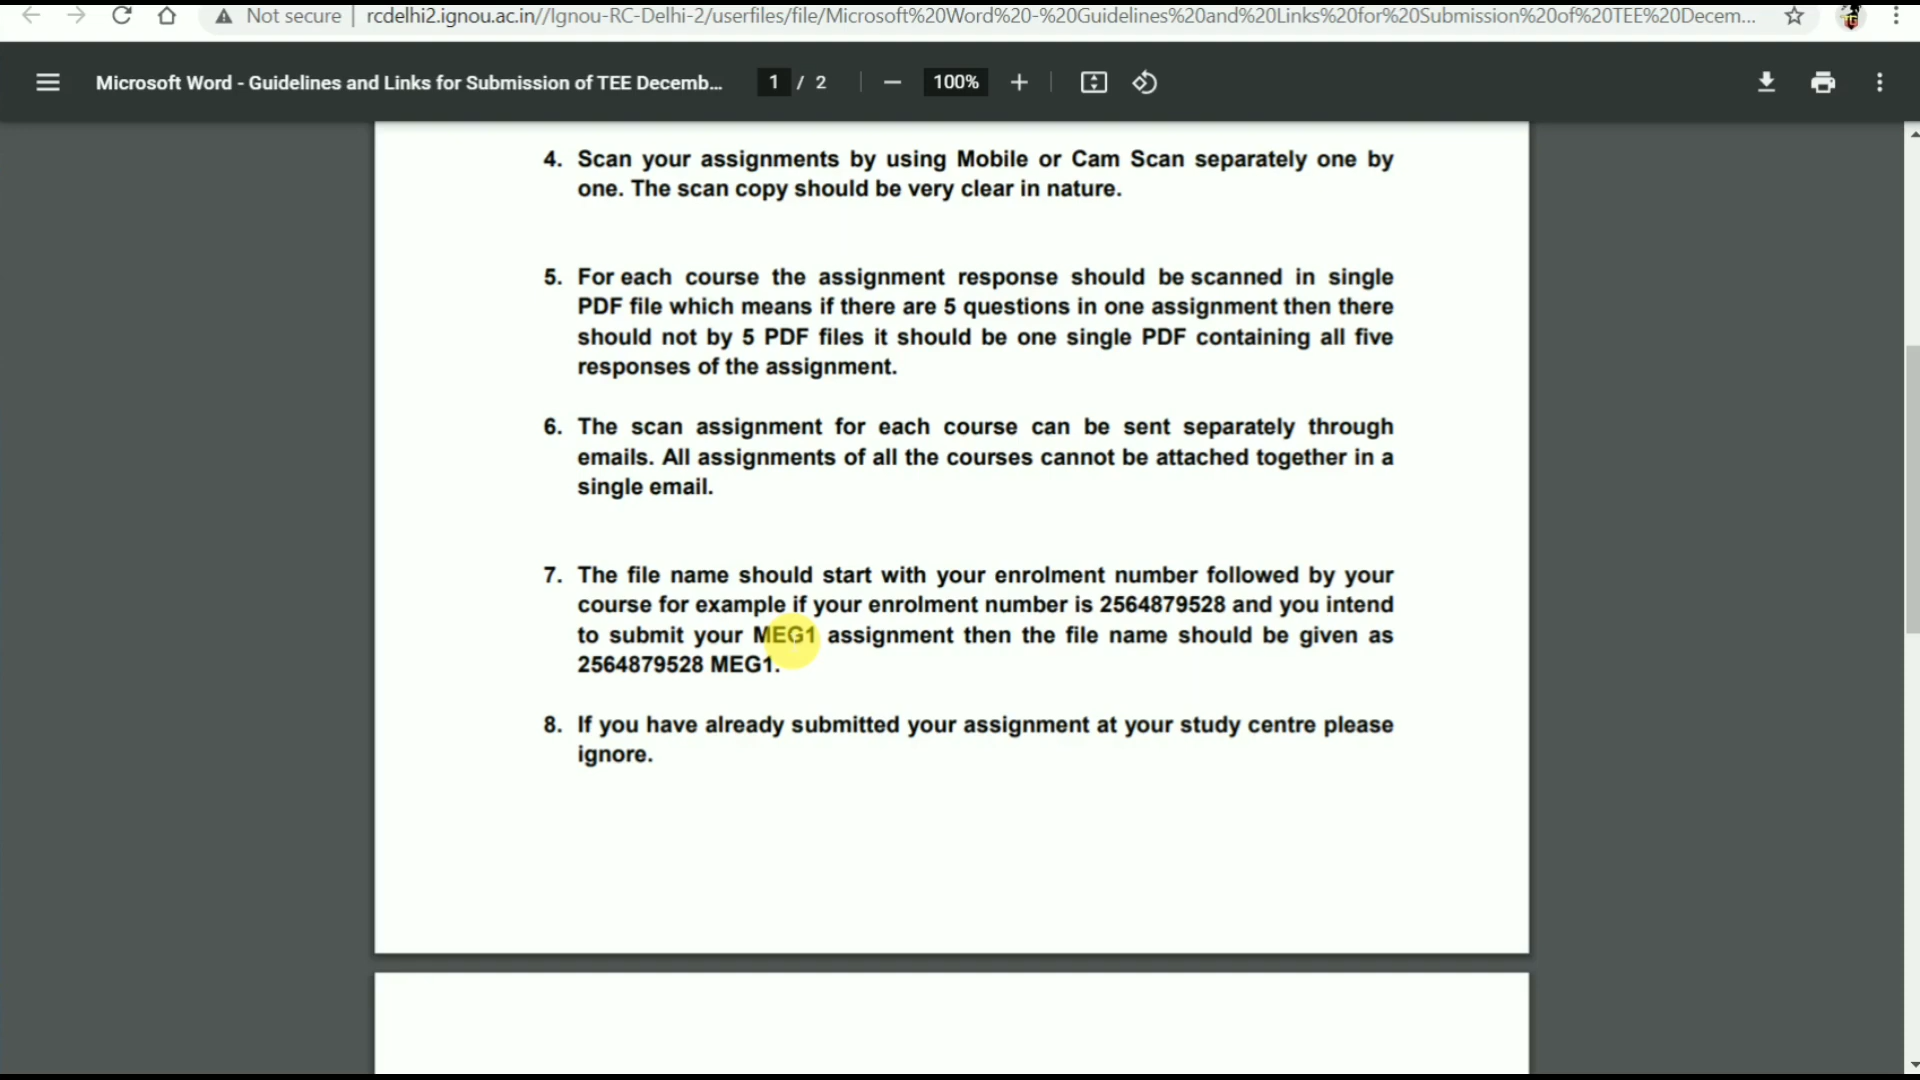 Not secure
rcdelhi2.ignou.ac.in//Ignou-RC-Delhi-2/userfiles/file/Microsoft%20Word%20-%20Guidelines%20and%20Links%20for%20Submission%20of%20TEE%20Decem...
Microsoft Word - Guidelines and Links for Submission of TEE Decemb...
1 / 2
100%
4. Scan your assignments by using Mobile or Cam Scan separately one by
one. The scan copy should be very clear in nature.
5. For each course the assignment response should be scanned in single
PDF file which means if there are 5 questions in one assignment then there
should not by 5 PDF files it should be one single PDF containing all five
responses of the assignment.
6. The scan assignment for each course can be sent separately through
emails. All assignments of all the courses cannot be attached together in a
single email.
7. The file name should start with your enrolment number followed by your
course for example if your enrolment number is 2564879528 and you intend
to submit your MEG1 assignment then the file name should be given as
2564879528 MEG1.
8. If you have already submitted your assignment at your study centre please
ignore.